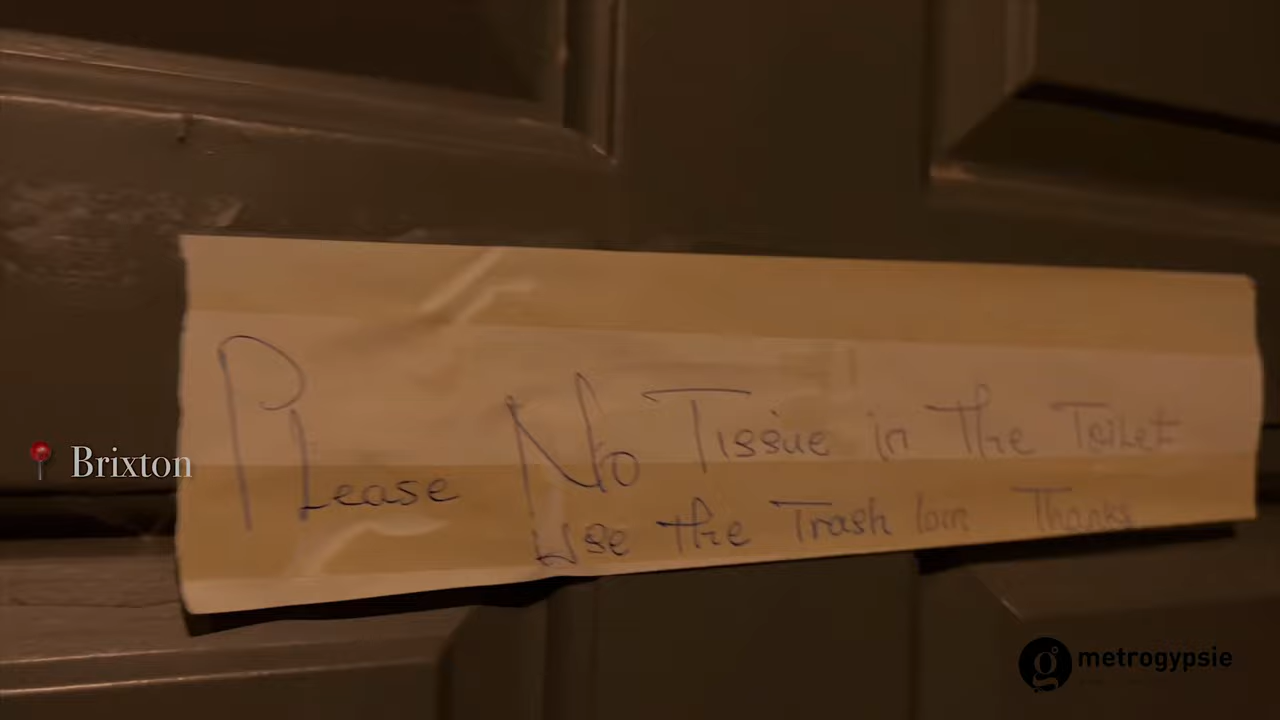 Please No Tissue in the Toilet
Use the Trash bin Thanks
Brixton
metrogypsie